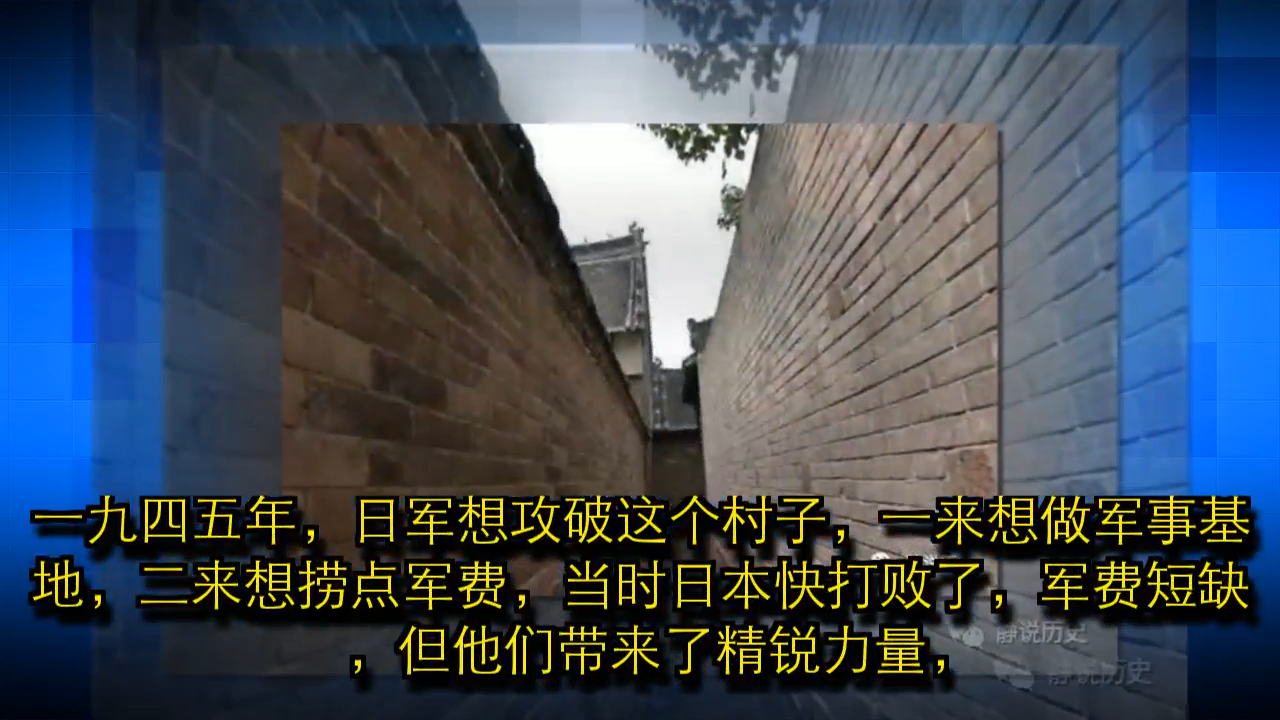 一九四五年，日军想攻破这个村子，一来想做军事基
地，二来想捞点军费，当时日本快打败了，军费短缺
，但他们带来了精锐力量，
静说历史
静说历史